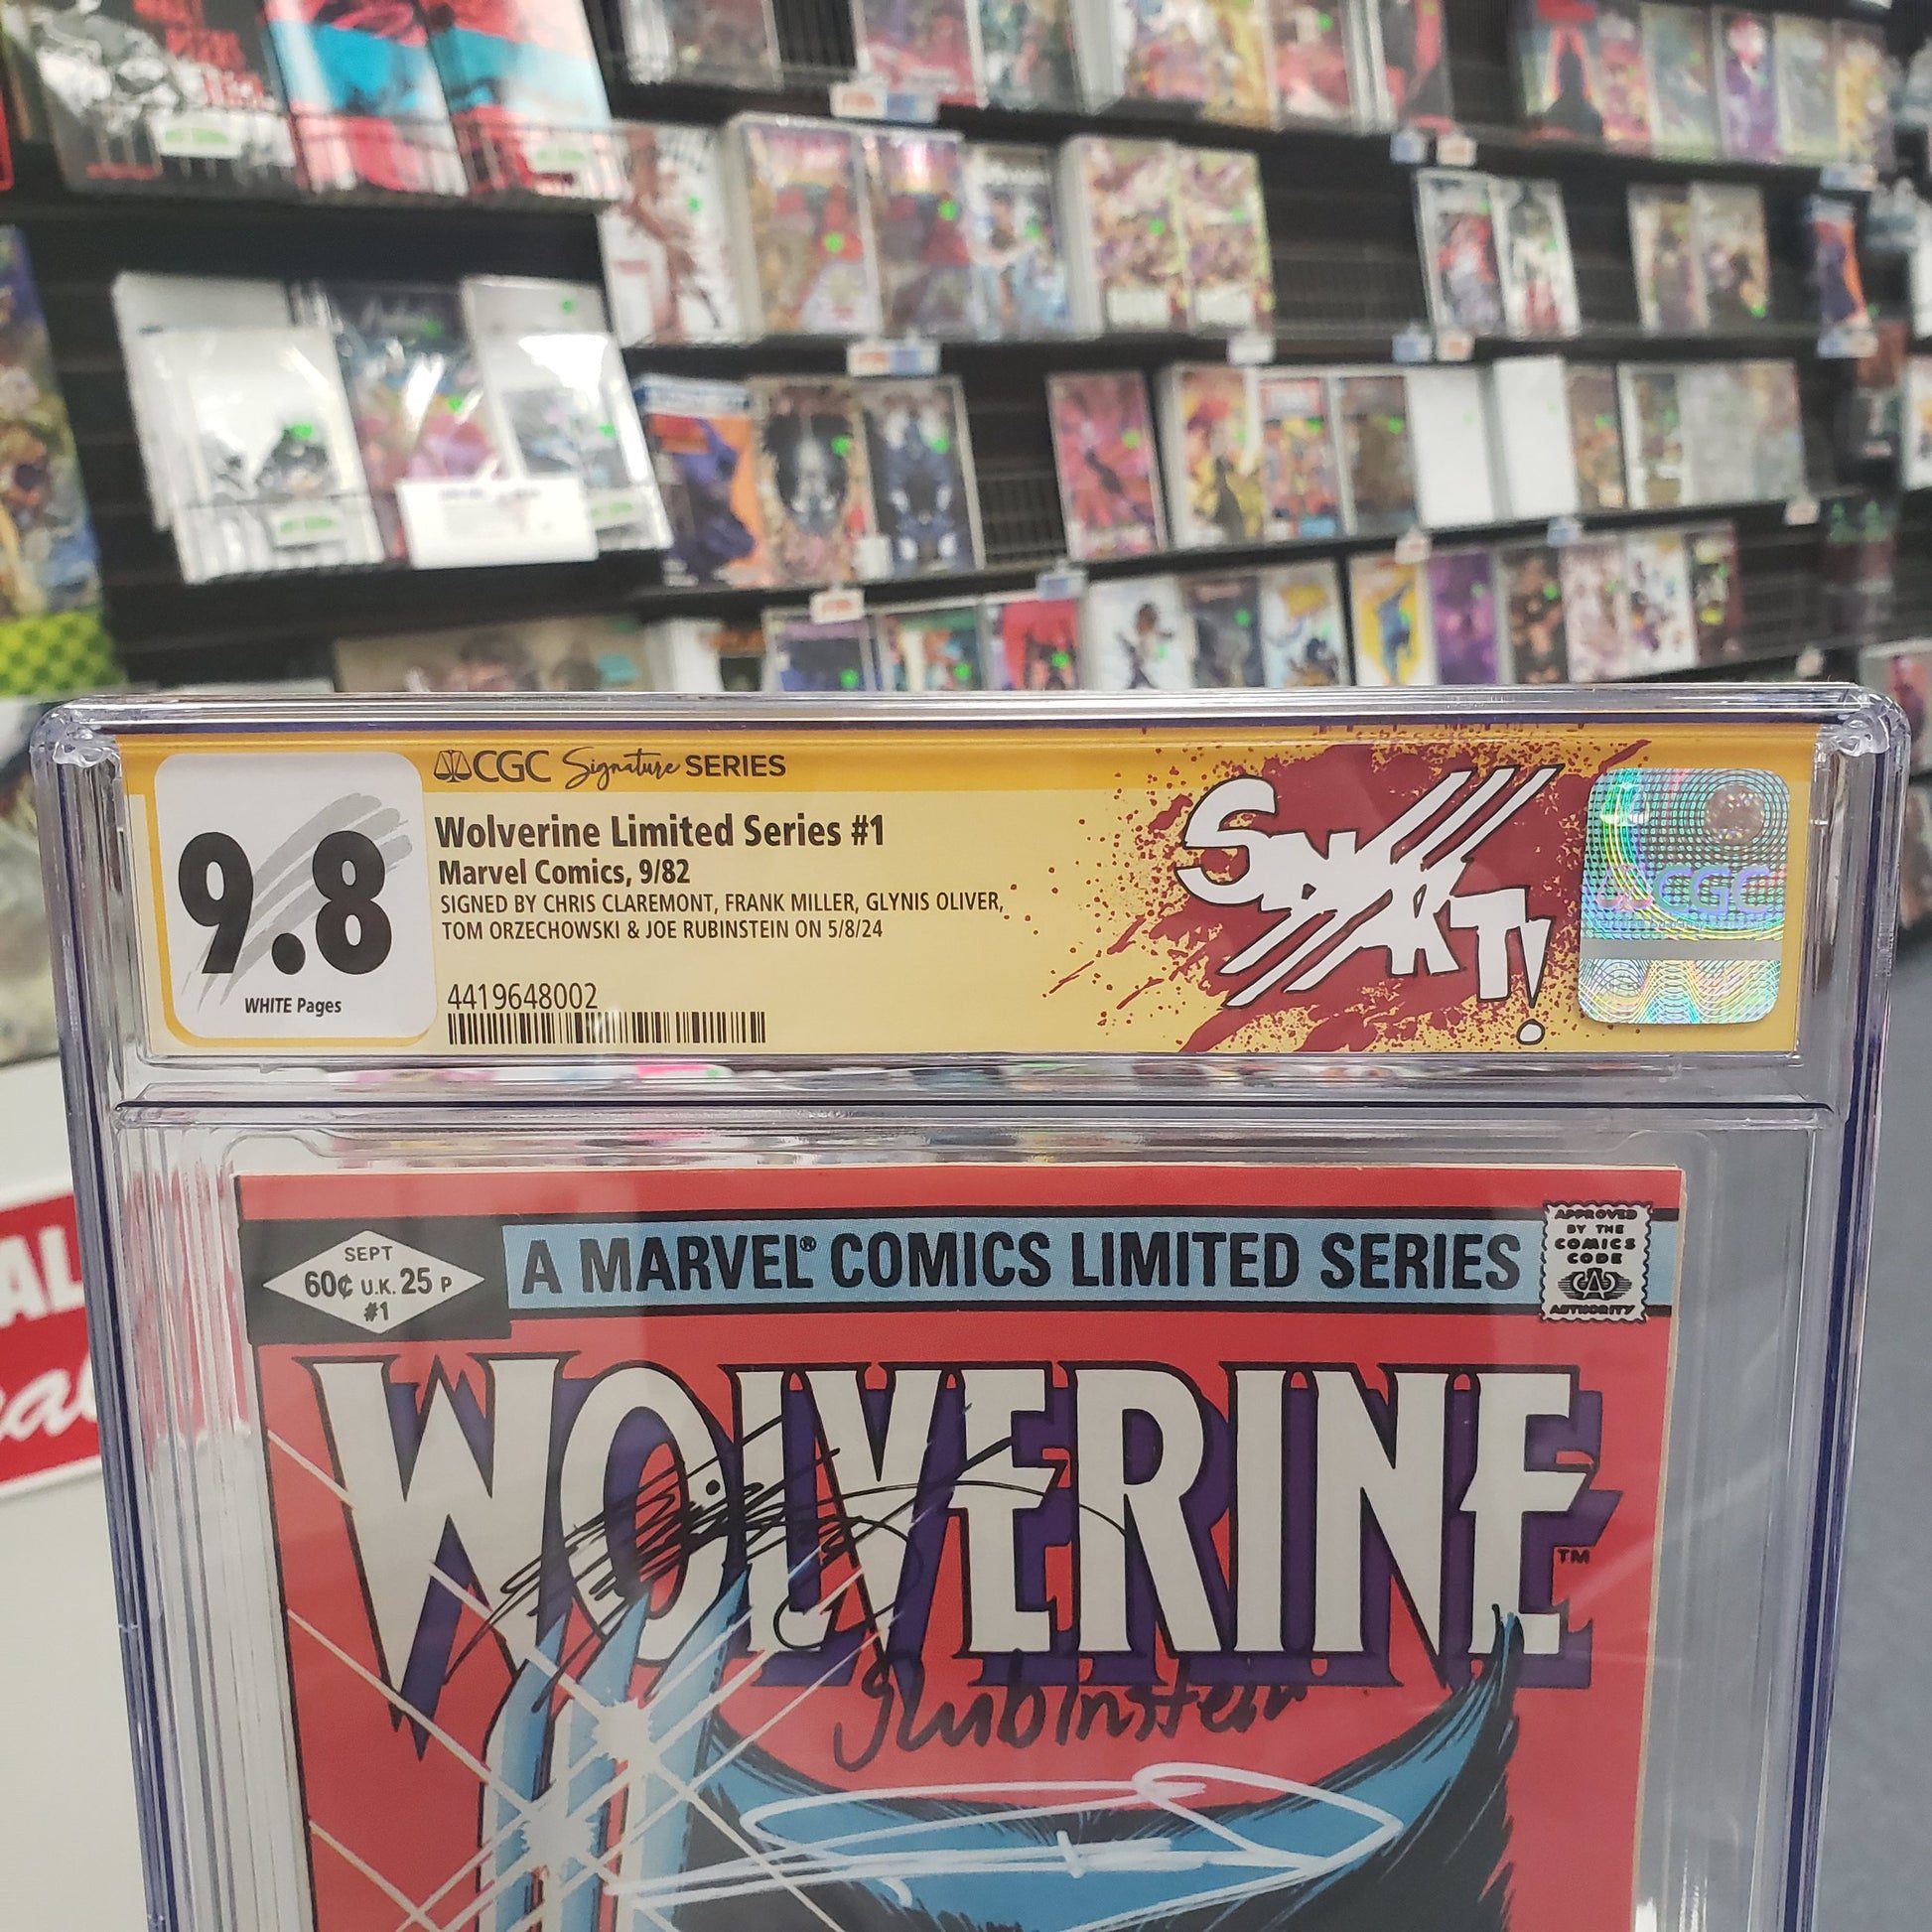 CGC Signature SERIES
9.8
WHITE Pages
Wolverine Limited Series #1
Marvel Comics, 9/82
SIGNED BY CHRIS CLAREMONT, FRANK MILLER, GLYNIS OLIVER,
TOM ORZECHOWSKI & JOE RUBINSTEIN ON 5/8/24
4419648002
SNIKT!
CGC
SEPT
60¢ U.K. 25 P
#1
A MARVEL® COMICS LIMITED SERIES
APPROVED
BY THE
COMICS
CODE
CA
AUTHORITY
WOLVERINE
TM
Rubinstein
AL